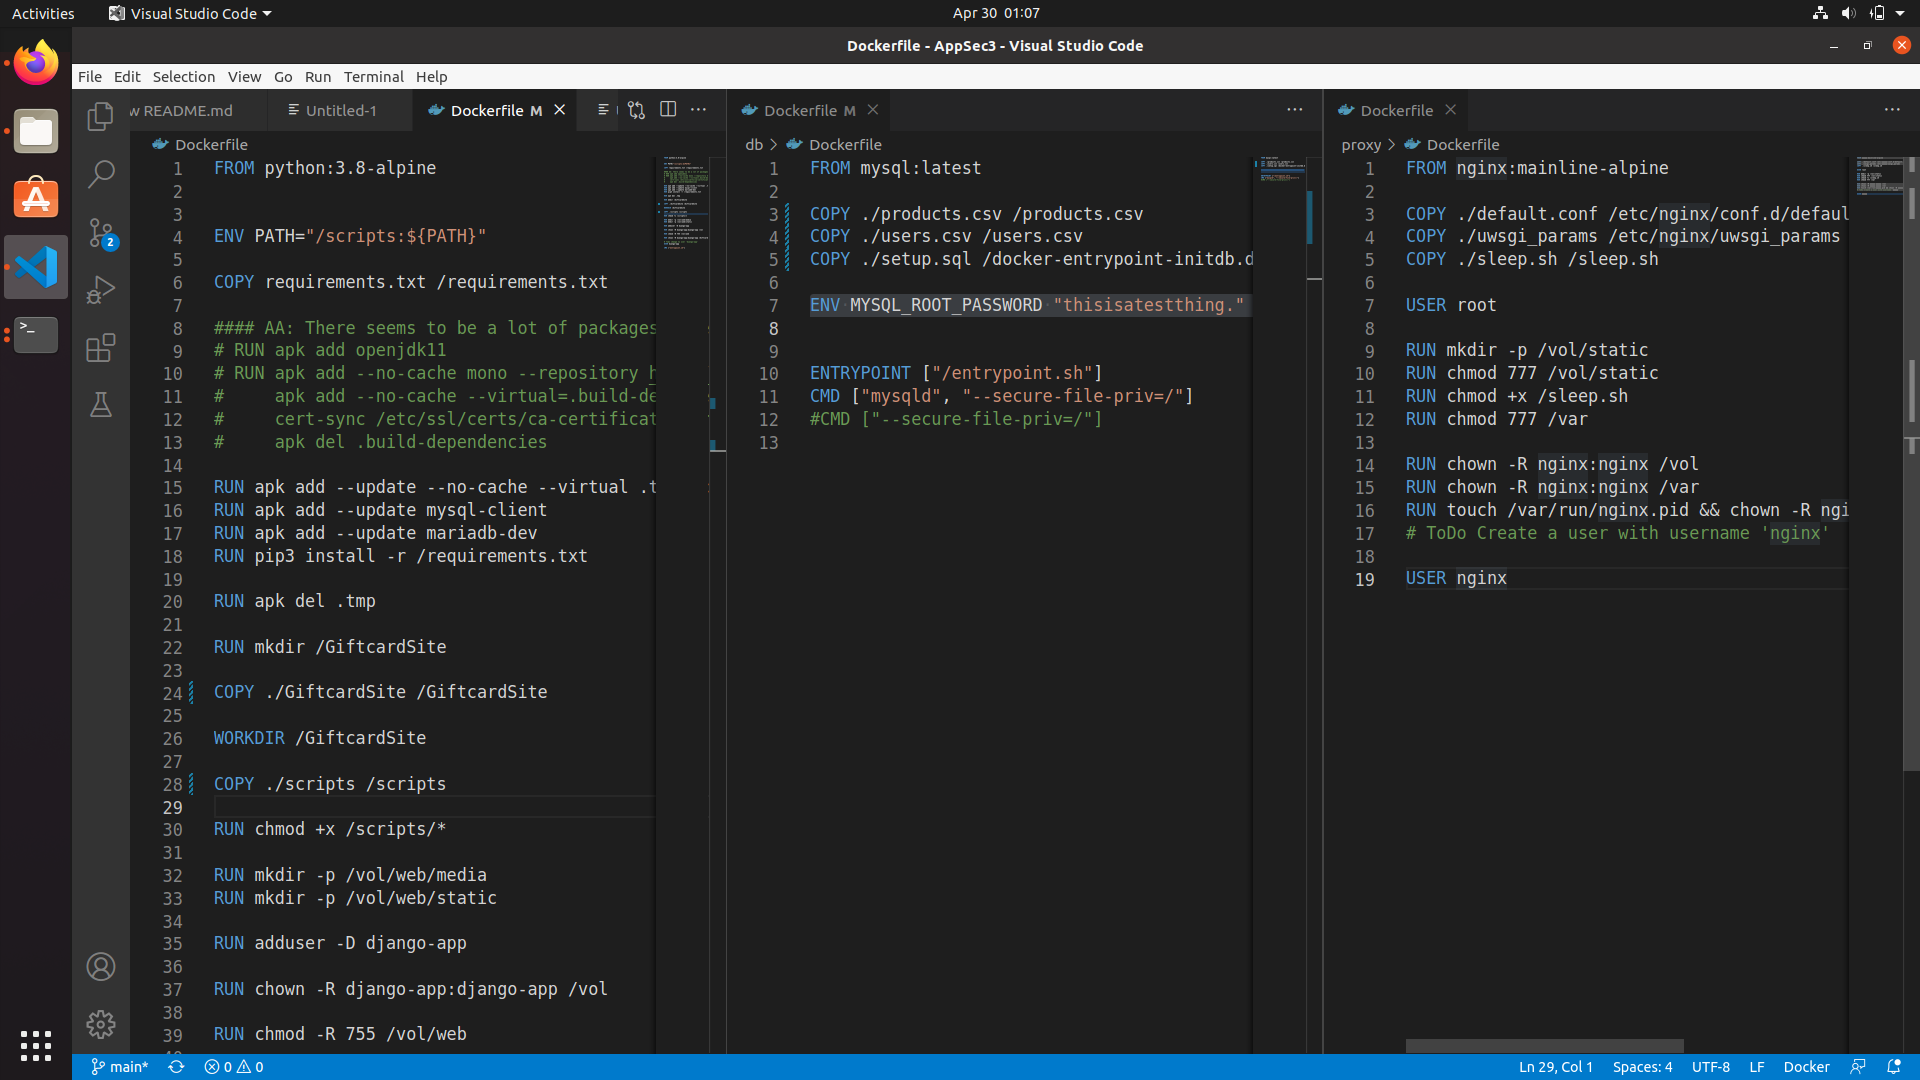 Activities
Visual Studio Code
Apr 30 01:07
Dockerfile - AppSec3 - Visual Studio Code
File Edit Selection View Go Run Terminal Help
w README.md
Untitled-1
Dockerfile M
Dockerfile M
Dockerfile
2
Dockerfile
1 FROM python:3.8-alpine
2
3
4 ENV PATH="/scripts:${PATH}"
5
6 COPY requirements.txt /requirements.txt
7
8 #### AA: There seems to be a lot of packages
9 # RUN apk add openjdk11
10 # RUN apk add --no-cache mono --repository h
11 #     apk add --no-cache --virtual=.build-de
12 #     cert-sync /etc/ssl/certs/ca-certificat
13 #     apk del .build-dependencies
14
15 RUN apk add --update --no-cache --virtual .t
16 RUN apk add --update mysql-client
17 RUN apk add --update mariadb-dev
18 RUN pip3 install -r /requirements.txt
19
20 RUN apk del .tmp
21
22 RUN mkdir /GiftcardSite
23
24 COPY ./GiftcardSite /GiftcardSite
25
26 WORKDIR /GiftcardSite
27
28 COPY ./scripts /scripts
29
30 RUN chmod +x /scripts/*
31
32 RUN mkdir -p /vol/web/media
33 RUN mkdir -p /vol/web/static
34
35 RUN adduser -D django-app
36
37 RUN chown -R django-app:django-app /vol
38
39 RUN chmod -R 755 /vol/web
db > Dockerfile
1 FROM mysql:latest
2
3 COPY ./products.csv /products.csv
4 COPY ./users.csv /users.csv
5 COPY ./setup.sql /docker-entrypoint-initdb.d
6
7 ENV MYSQL_ROOT_PASSWORD "thisisatestthing."
8
9
10 ENTRYPOINT ["/entrypoint.sh"]
11 CMD ["mysqld", "--secure-file-priv=/"]
12 #CMD ["--secure-file-priv=/"]
13
proxy > Dockerfile
1 FROM nginx:mainline-alpine
2
3 COPY ./default.conf /etc/nginx/conf.d/defaul
4 COPY ./uwsgi_params /etc/nginx/uwsgi_params
5 COPY ./sleep.sh /sleep.sh
6
7 USER root
8
9 RUN mkdir -p /vol/static
10 RUN chmod 777 /vol/static
11 RUN chmod +x /sleep.sh
12 RUN chmod 777 /var
13
14 RUN chown -R nginx:nginx /vol
15 RUN chown -R nginx:nginx /var
16 RUN touch /var/run/nginx.pid && chown -R ngi
17 # ToDo Create a user with username 'nginx'
18
19 USER nginx
main* 0 0
Ln 29, Col 1 Spaces: 4 UTF-8 LF Docker